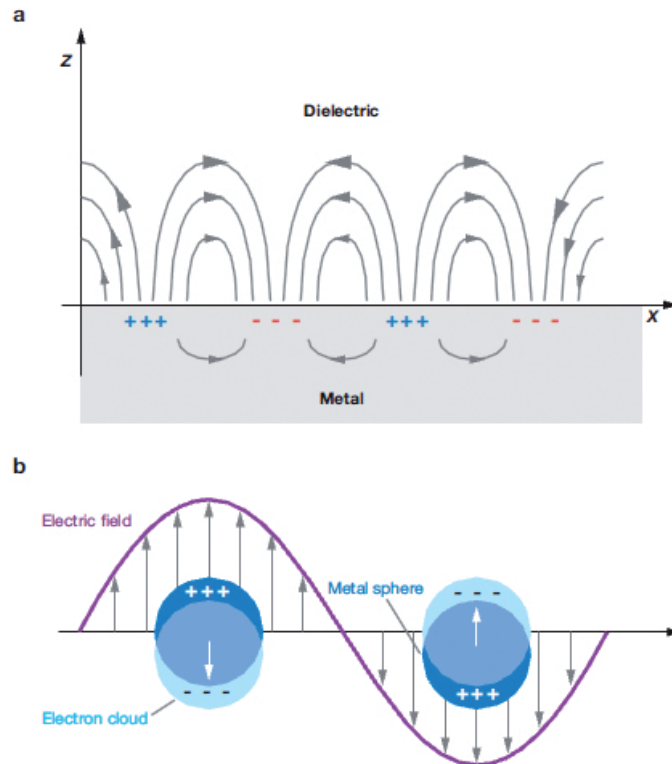 a
z
Dielectric
+++
- - -
+++
- - -
x
Metal
b
Electric field
+++
Metal sphere
- - -
- - -
+++
Electron cloud